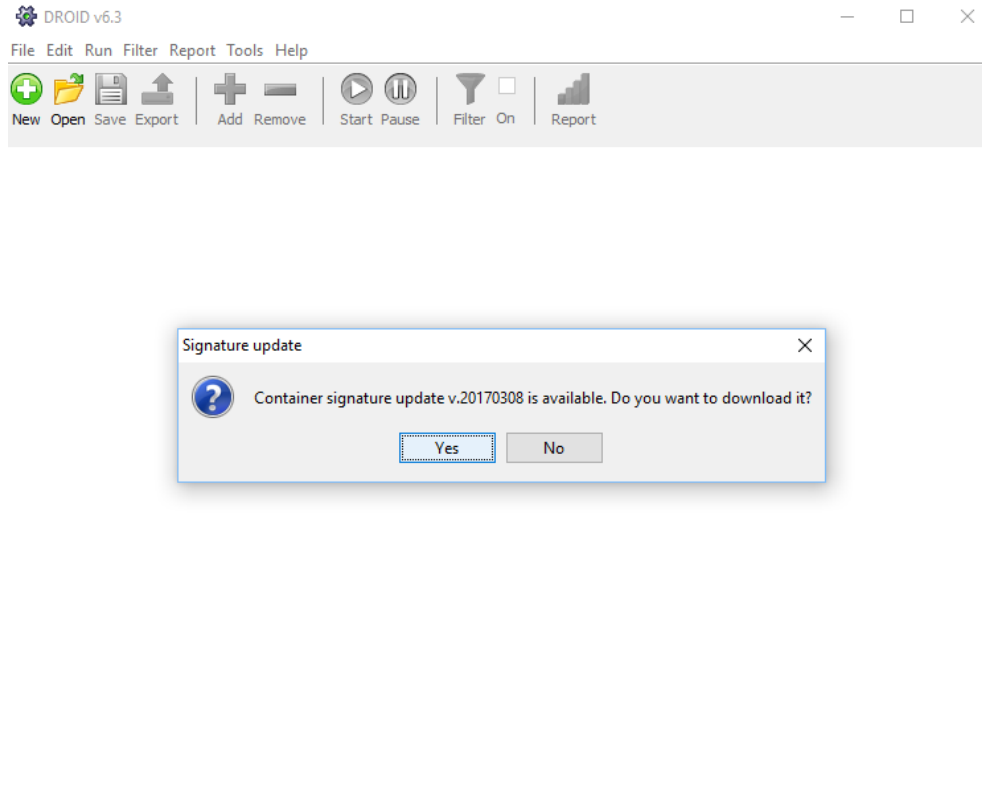 DROID v6.3
File Edit Run Filter Report Tools Help
New Open Save Export Add Remove Start Pause Filter On Report
Signature update
Container signature update v.20170308 is available. Do you want to download it?
Yes No